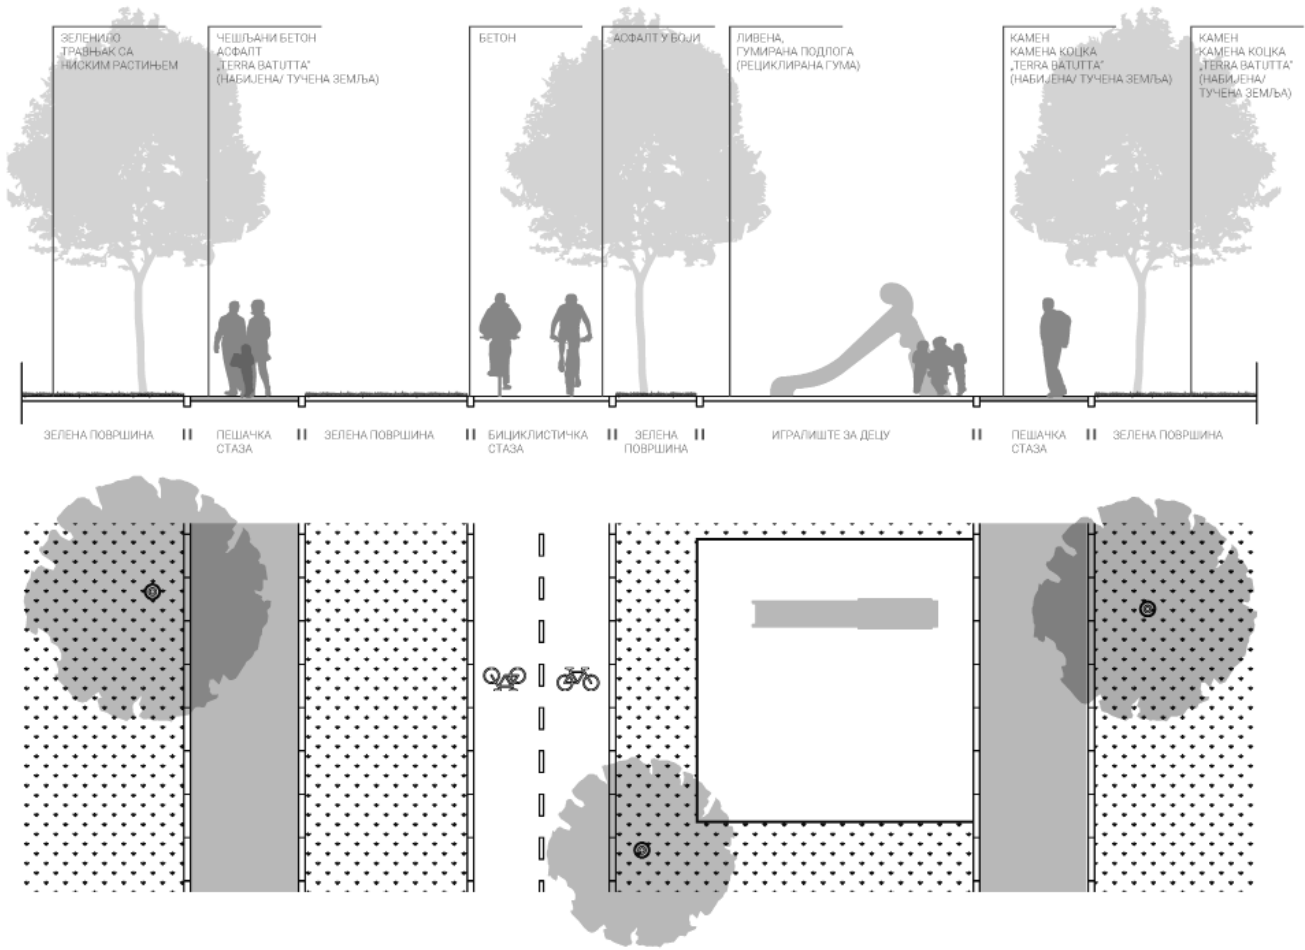 ЗЕЛЕНИЛО
ТРАВЊАК СА
НИСКИМ РАСТИЊЕМ
ЧЕШЉАНИ БЕТОН
АСФАЛТ
„TERRA BATUTTA“
(НАБИЈЕНА/ ТУЧЕНА ЗЕМЉА)
БЕТОН
АСФАЛТ У БОЈИ
ЛИВЕНА,
ГУМИРАНА ПОДЛОГА
(РЕЦИКЛИРАНА ГУМА)
КАМЕН
КАМЕНА КОЦКА
„TERRA BATUTTA“
(НАБИЈЕНА/ ТУЧЕНА ЗЕМЉА)
КАМЕН
КАМЕНА КОЦКА
„TERRA BATUTTA“
(НАБИЈЕНА/
ТУЧЕНА ЗЕМЉА)
ЗЕЛЕНА ПОВРШИНА
ПЕШАЧКА
СТАЗА
ЗЕЛЕНА ПОВРШИНА
БИЦИКЛИСТИЧКА
СТАЗА
ЗЕЛЕНА
ПОВРШИНА
ИГРАЛИШТЕ ЗА ДЕЦУ
ПЕШАЧКА
СТАЗА
ЗЕЛЕНА ПОВРШИНА